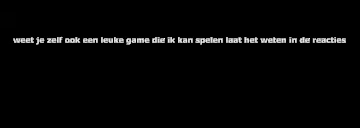 weet je zelf ook een leuke game die ik kan spelen laat het weten in de reacties